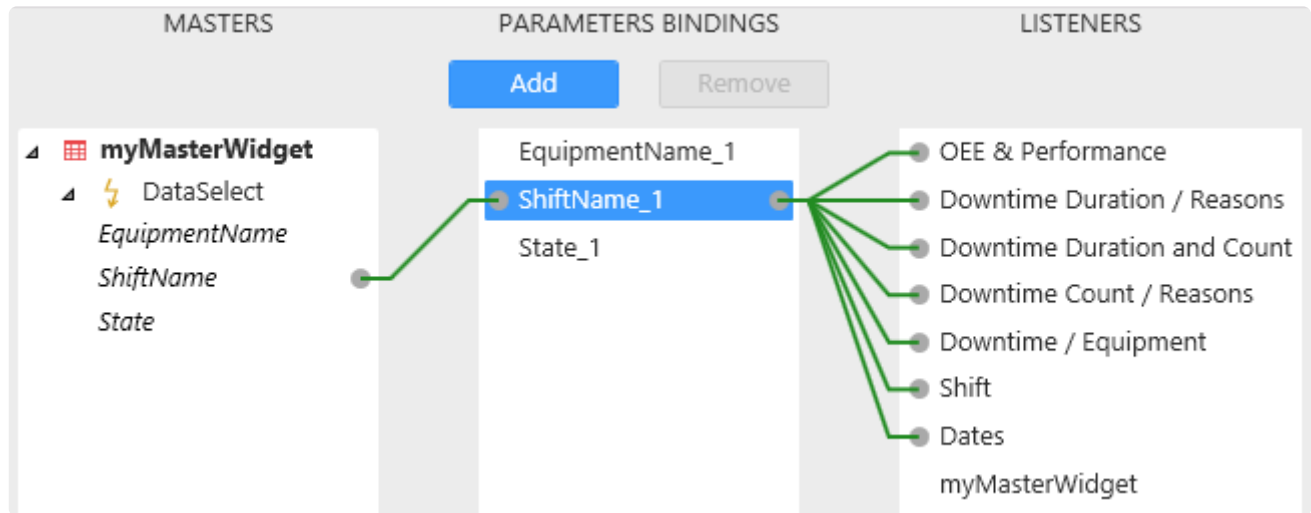 MASTERS
PARAMETERS BINDINGS
LISTENERS
Add
Remove
myMasterWidget
DataSelect
EquipmentName
ShiftName
State
EquipmentName_1
ShiftName_1
State_1
OEE & Performance
Downtime Duration / Reasons
Downtime Duration and Count
Downtime Count / Reasons
Downtime / Equipment
Shift
Dates
myMasterWidget